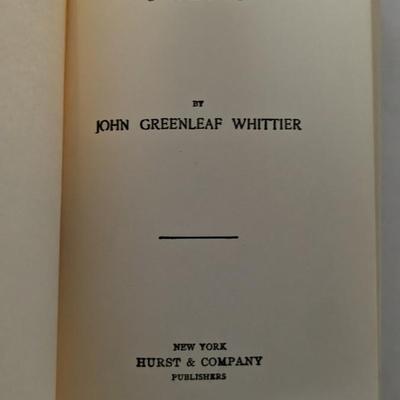 BY
JOHN GREENLEAF WHITTIER
NEW YORK
HURST & COMPANY
PUBLISHERS